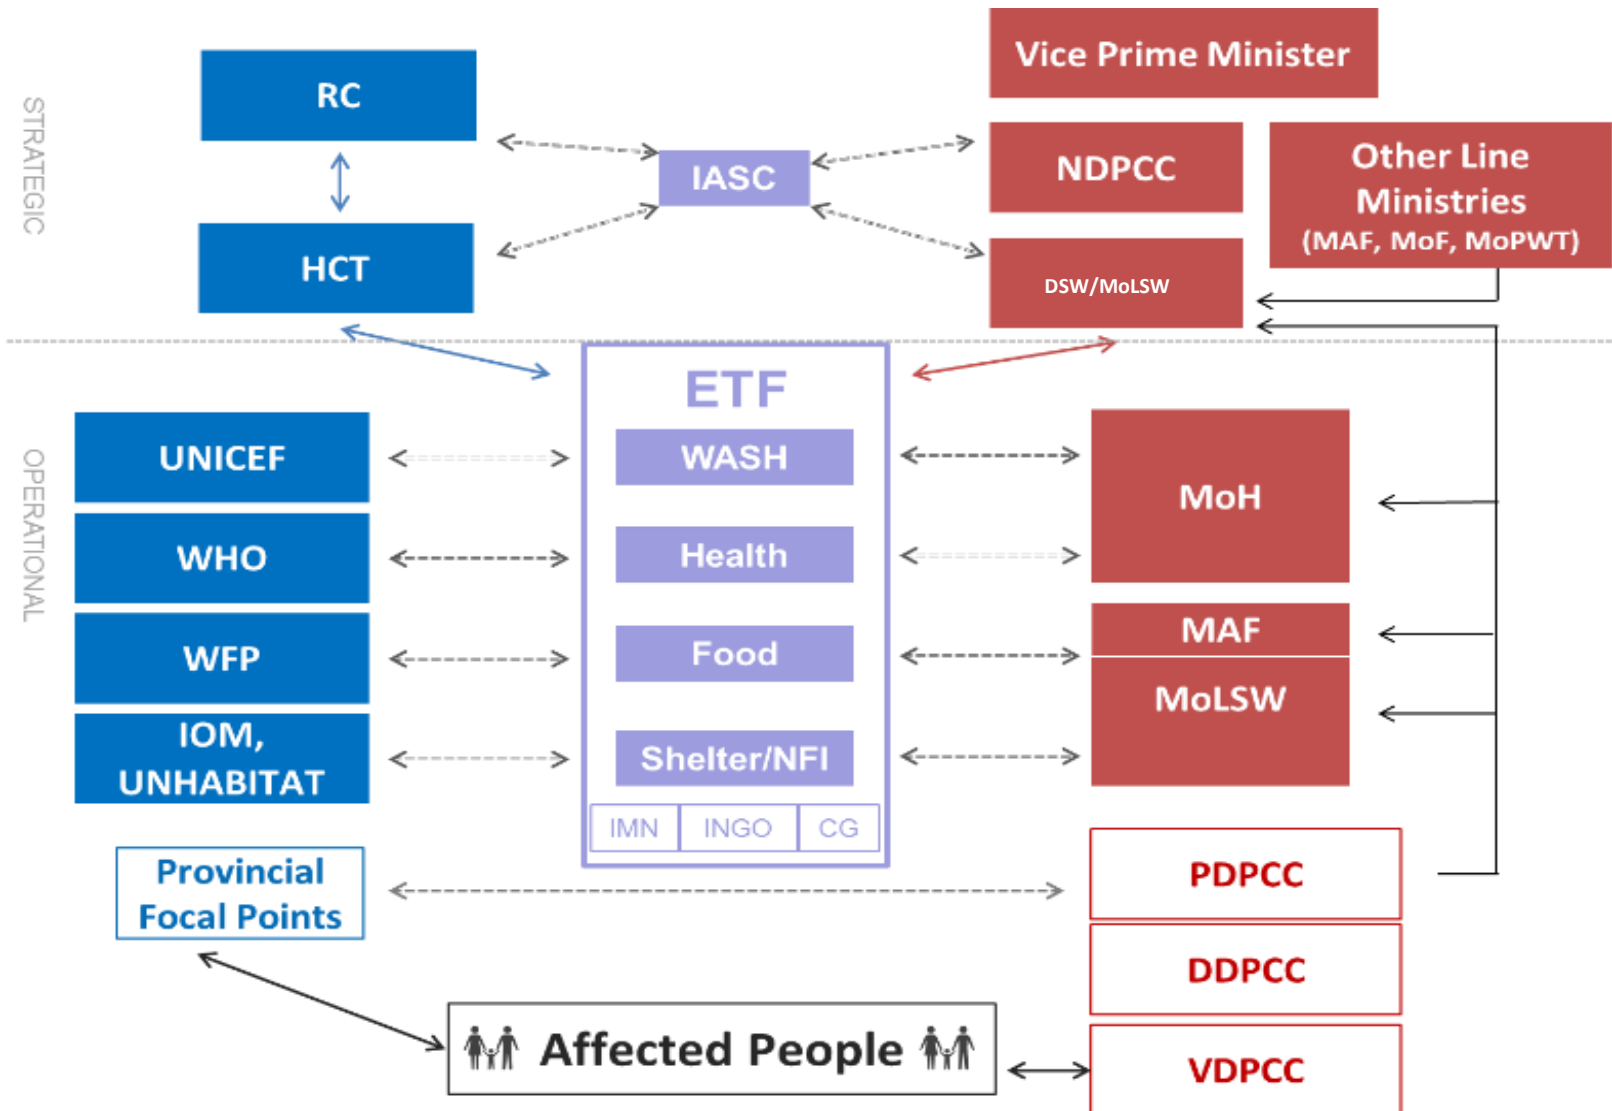 STRATEGIC
RC
HCT
IASC
Vice Prime Minister
NDPCC
DSW/MoLSW
Other Line
Ministries
(MAF, MoF, MoPWT)
OPERATIONAL
UNICEF
WHO
WFP
IOM,
UNHABITAT
ETF
WASH
Health
Food
Shelter/NFI
IMN INGO CG
MoH
MAF
MoLSW
Provincial
Focal Points
PDPCC
DDPCC
VDPCC
Affected People